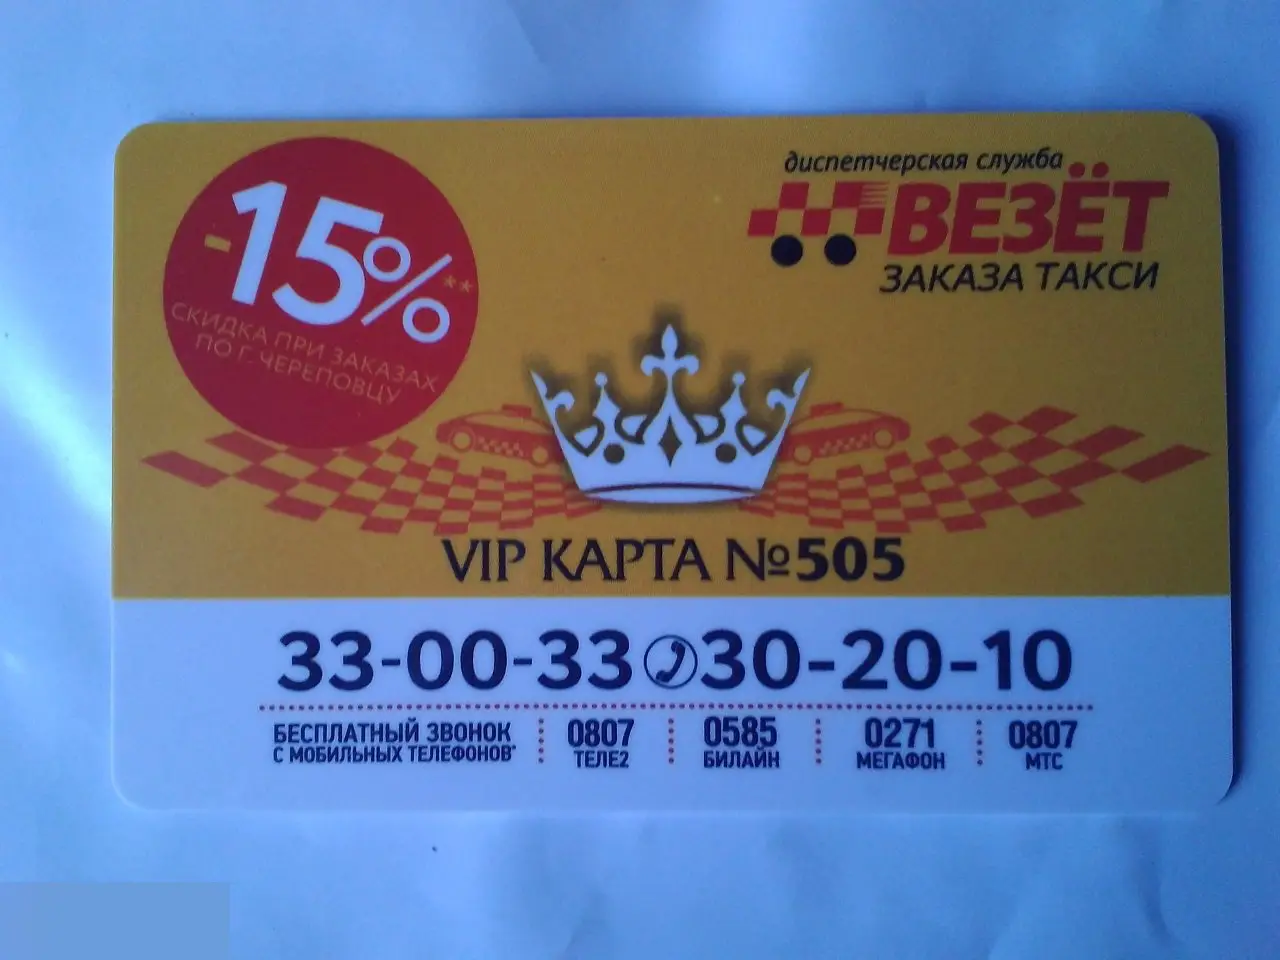 -15%**
СКИДКА ПРИ ЗАКАЗАХ
ПО Г. ЧЕРЕПОВЦУ
диспетчерская служба
ВЕЗЁТ
ЗАКАЗА ТАКСИ
VIP КАРТА №505
33-00-33 30-20-10
БЕСПЛАТНЫЙ ЗВОНОК
С МОБИЛЬНЫХ ТЕЛЕФОНОВ*
0807
ТЕЛЕ2
0585
БИЛАЙН
0271
МЕГАФОН
0807
МТС